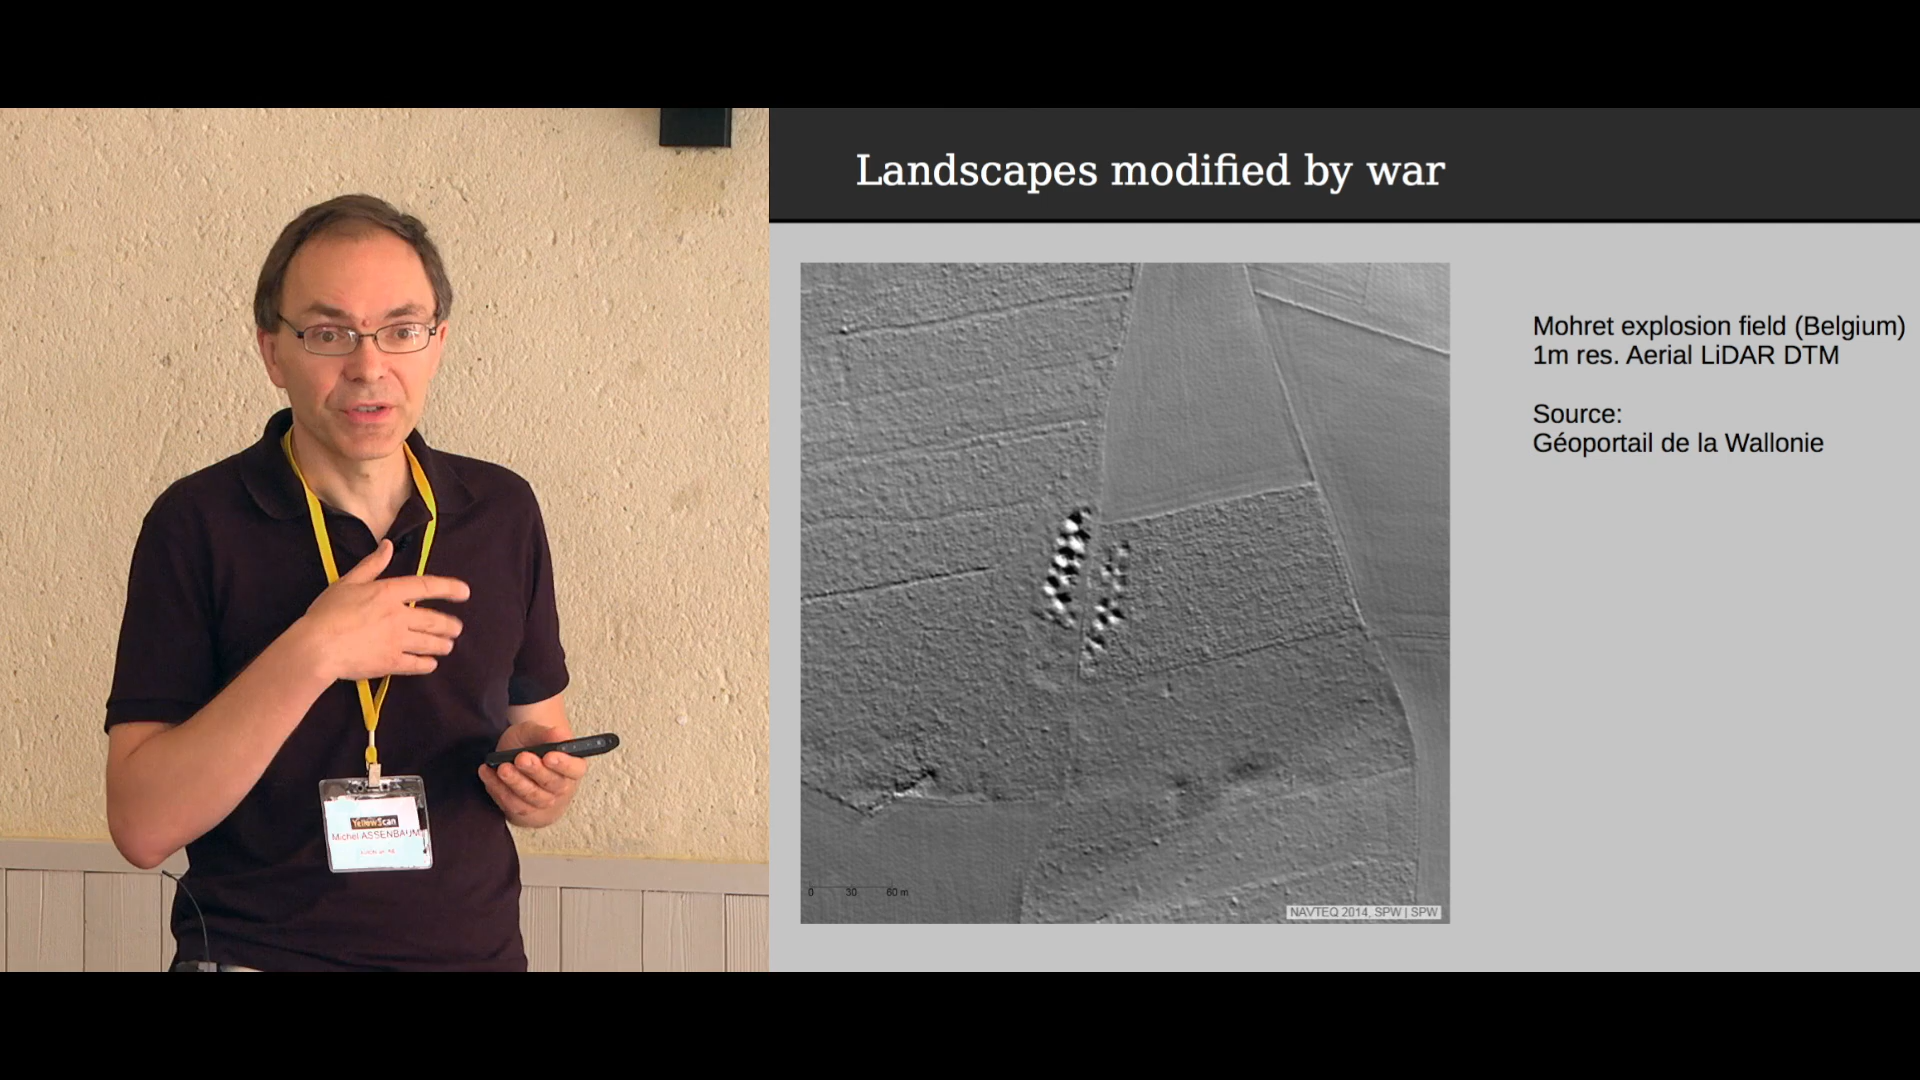 Landscapes modified by war
Mohret explosion field (Belgium)
1m res. Aerial LiDAR DTM
Source:
Géoportail de la Wallonie
0 30 60 m
NAVTEQ 2014, SPW | SPW
YellowScan
Michel ASSENBAUM